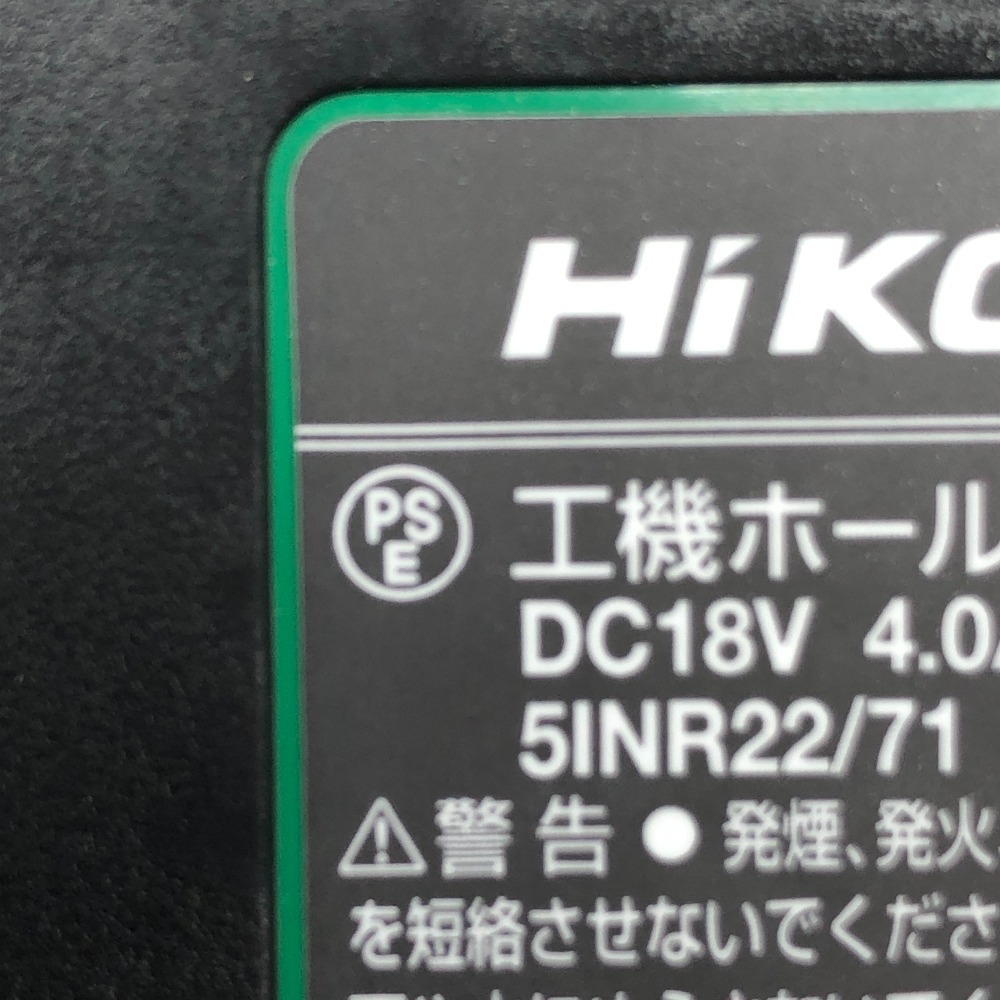 HiKO
PSE 工機ホール
DC18V 4.0
5INR22/71
⚠警告 ●発煙、発火
を短絡させないでくださ